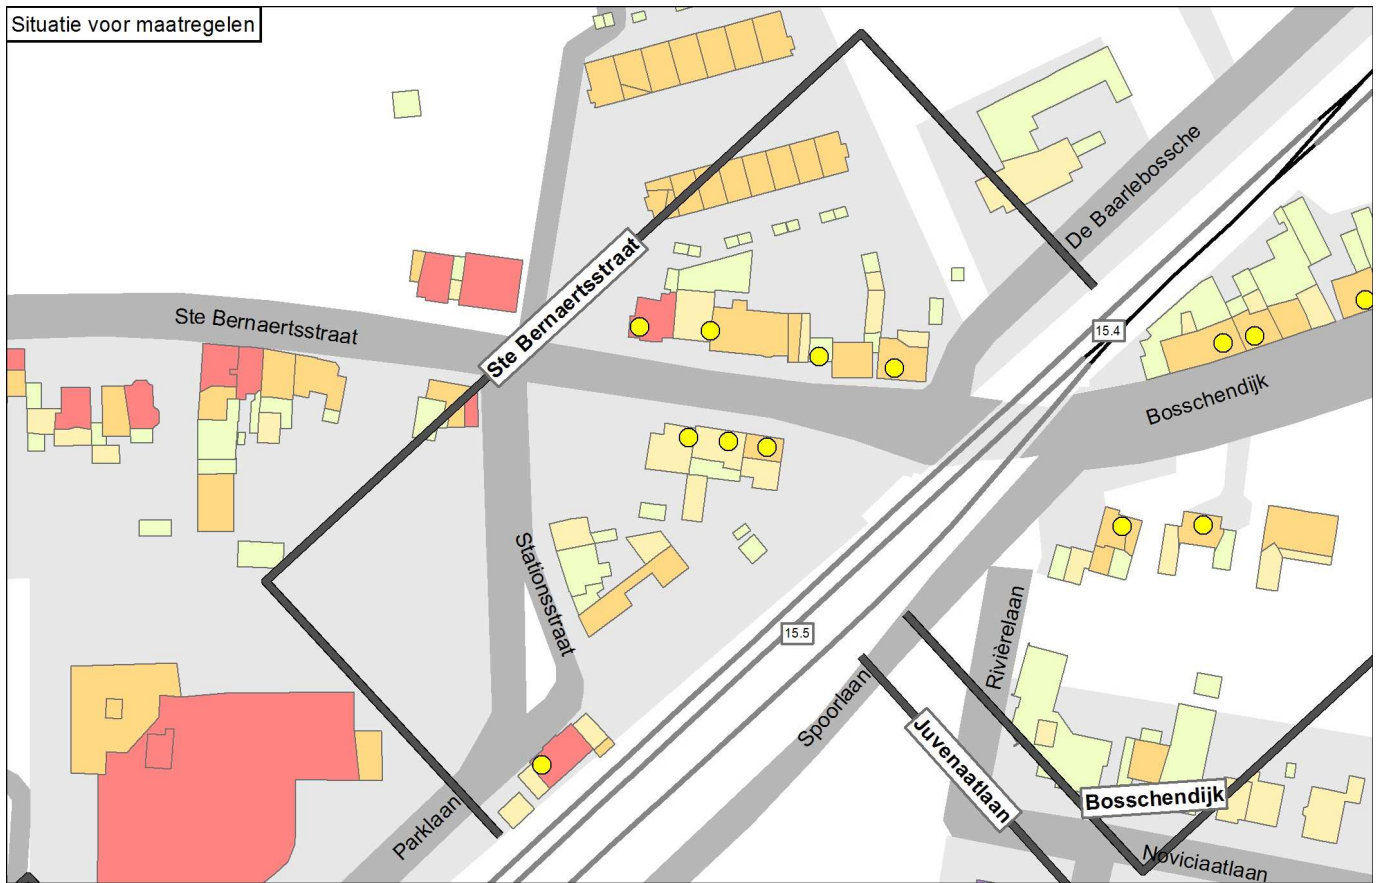 Situatie voor maatregelen
De Baarlebossche
Ste Bernaertsstraat
Ste Bernaertsstraat
15.4
Bosschendijk
Stationsstraat
Rivièrelaan
15.5
Spoorlaan
Juvenaatlaan
Bosschendijk
Parklaan
Noviciaatlaan